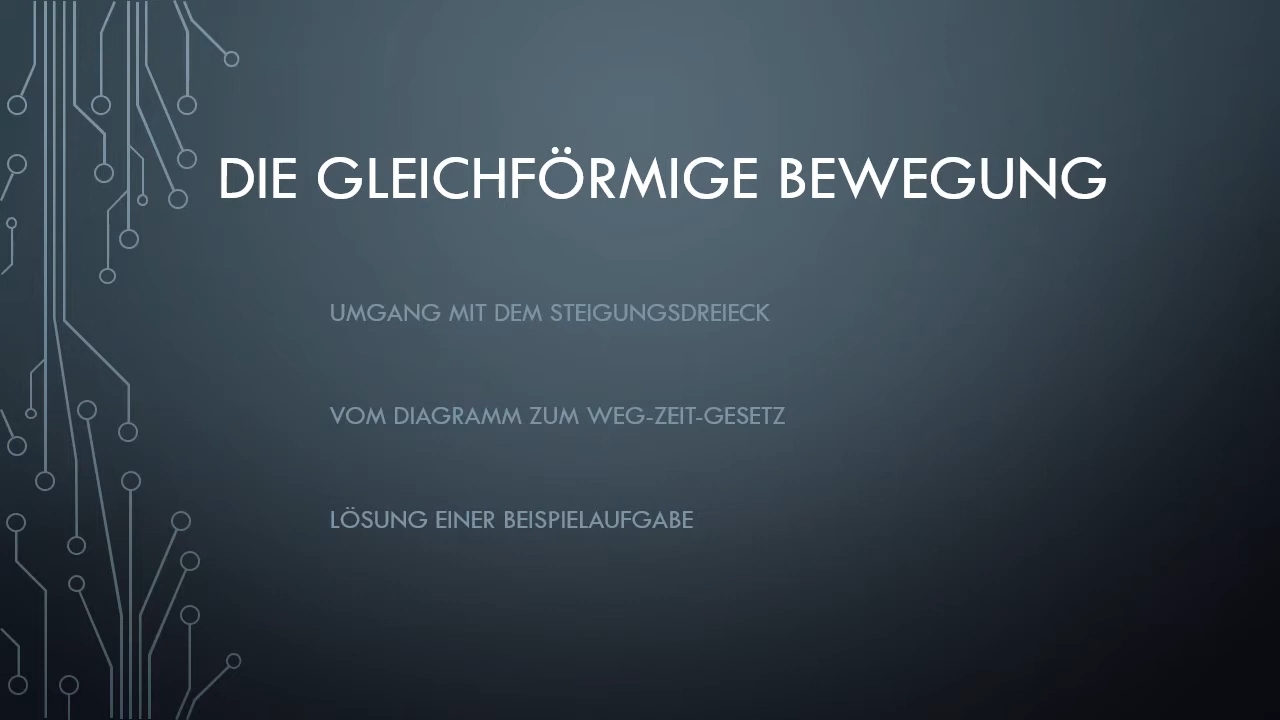 DIE GLEICHFÖRMIGE BEWEGUNG
UMGANG MIT DEM STEIGUNGSDREIECK
VOM DIAGRAMM ZUM WEG-ZEIT-GESETZ
LÖSUNG EINER BEISPIELAUFGABE